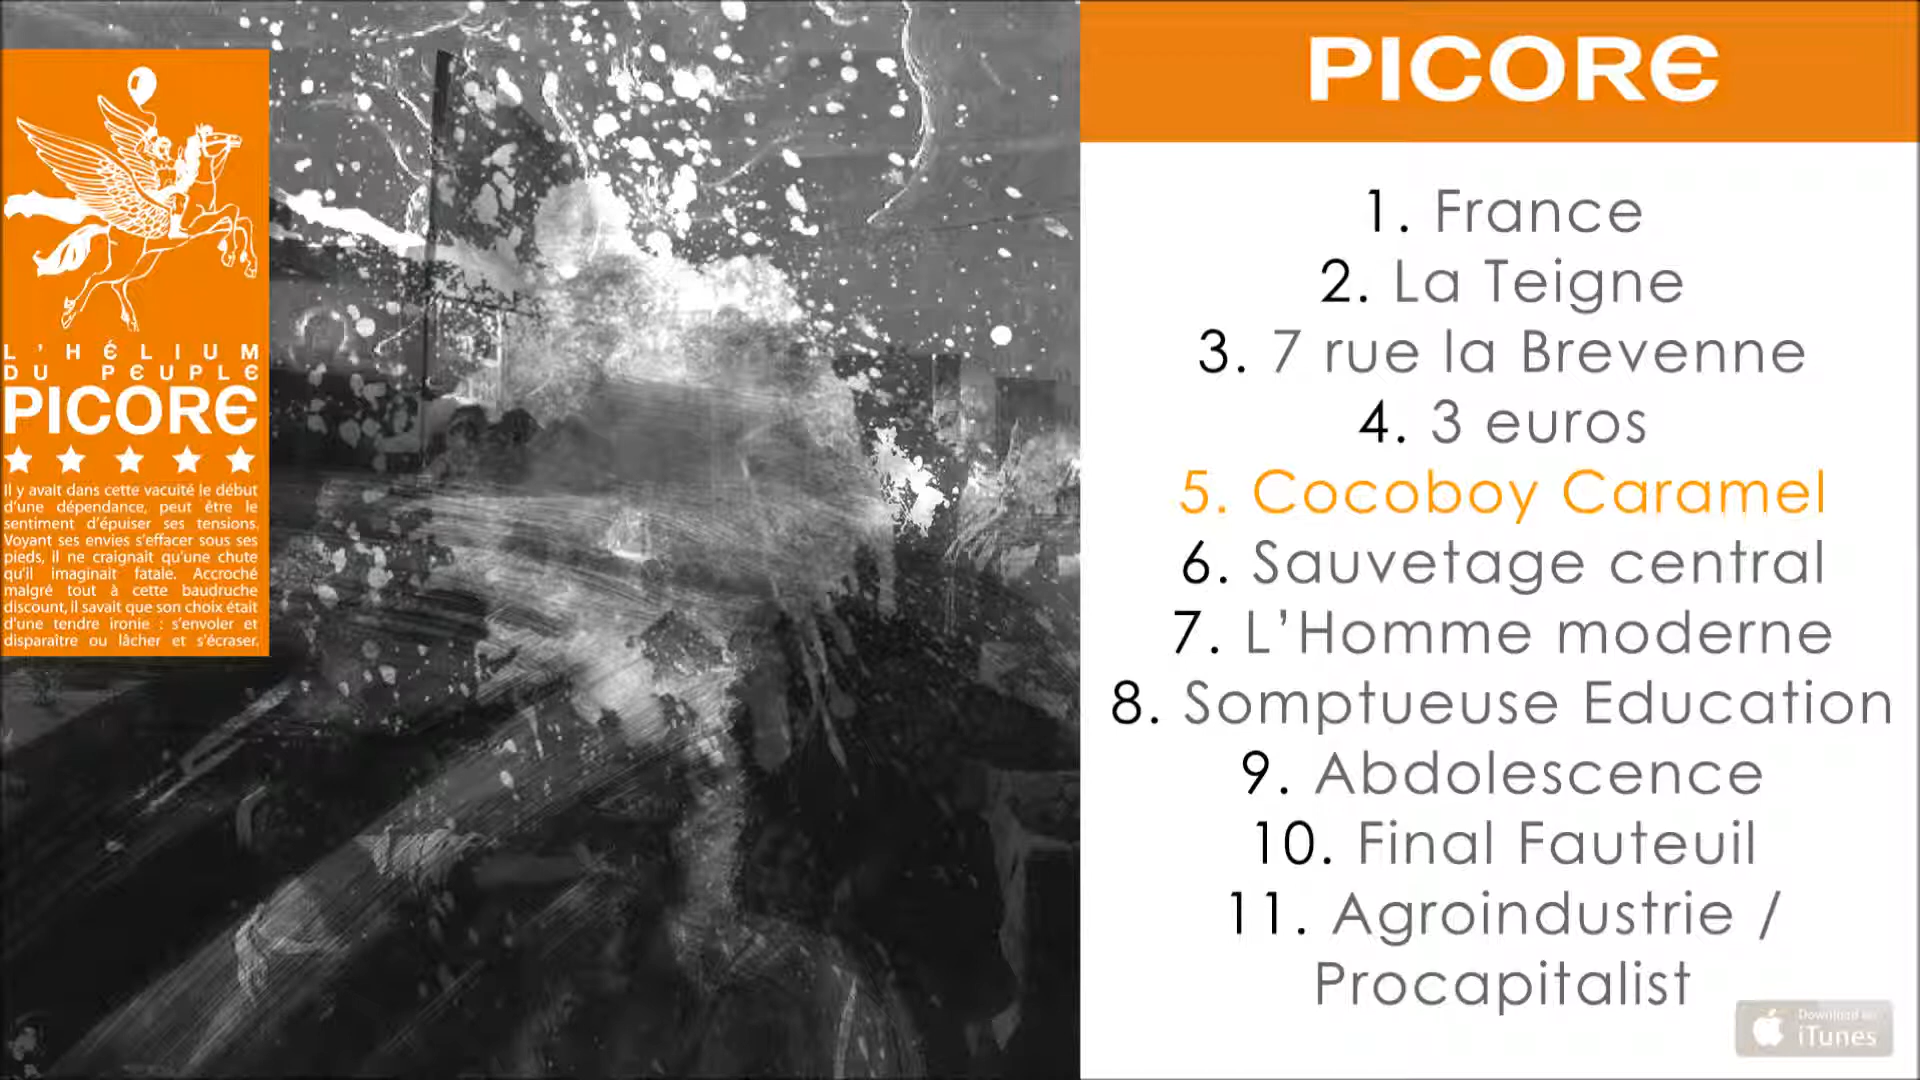 L'HÉLIUM
DU PEUPLE
PICORE
Il y avait dans cette vacuité le début
d'une dépendance, peut être le
sentiment d'épuiser ses tensions.
Voyant ses envies s'effacer sous ses
pieds, il ne craignait qu'une chute
qu'il imaginait fatale. Accroché
malgré tout à cette baudruche
discount, il savait que son choix était
d'une tendre ironie : s'envoler et
disparaître ou lâcher et s'écraser.
PICORE
1. France
2. La Teigne
3. 7 rue la Brevenne
4. 3 euros
5. Cocoboy Caramel
6. Sauvetage central
7. L'Homme moderne
8. Somptueuse Education
9. Abdolescence
10. Final Fauteuil
11. Agroindustrie /
Procapitalist
Download on
iTunes